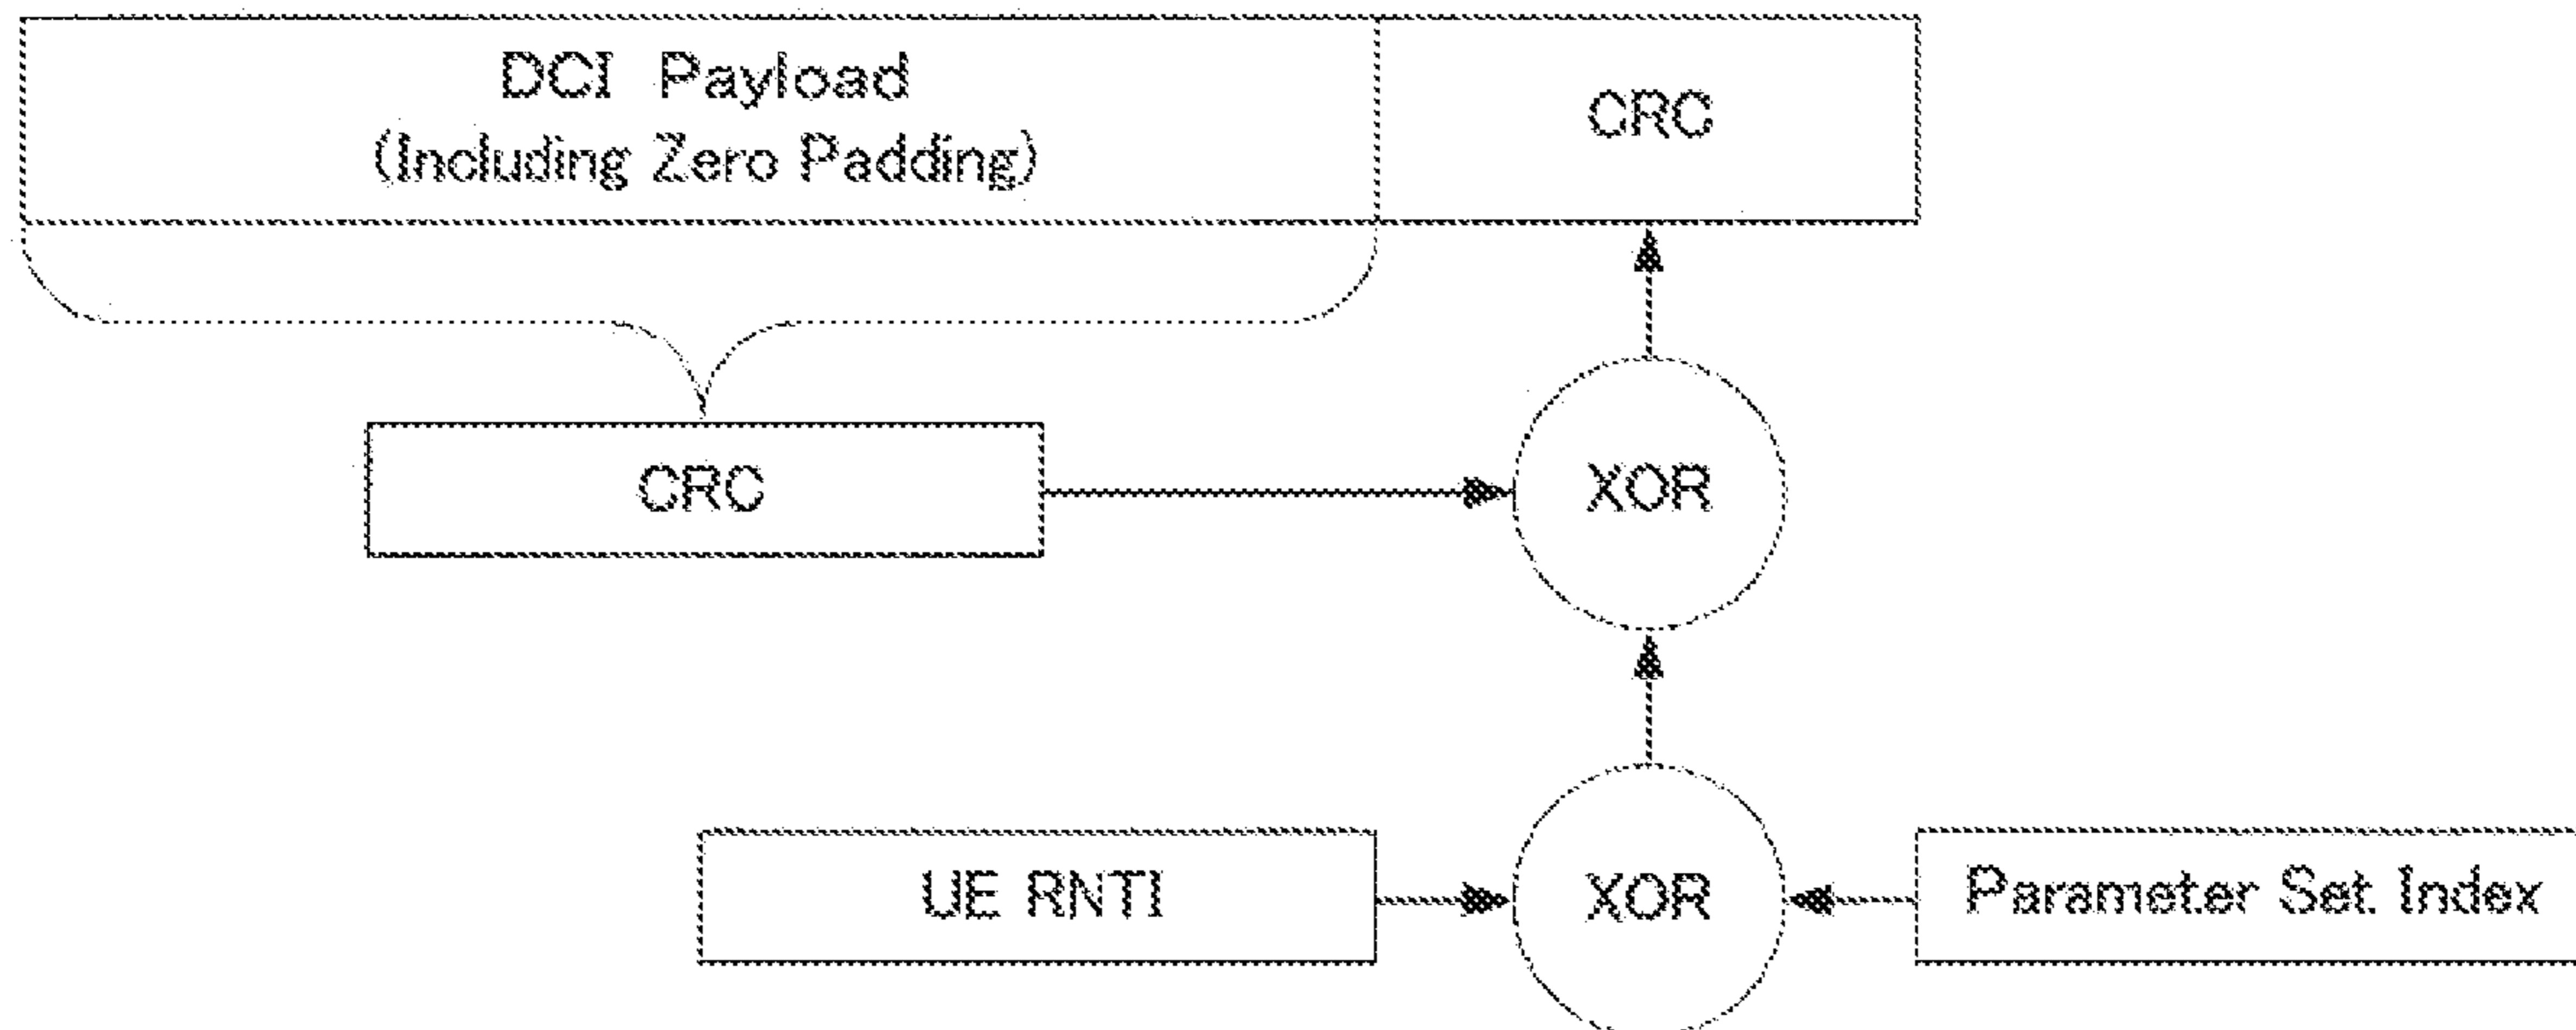 DCI Payload
(Including Zero Padding)
CRC
CRC
XOR
UE RNTI
XOR
Parameter Set Index